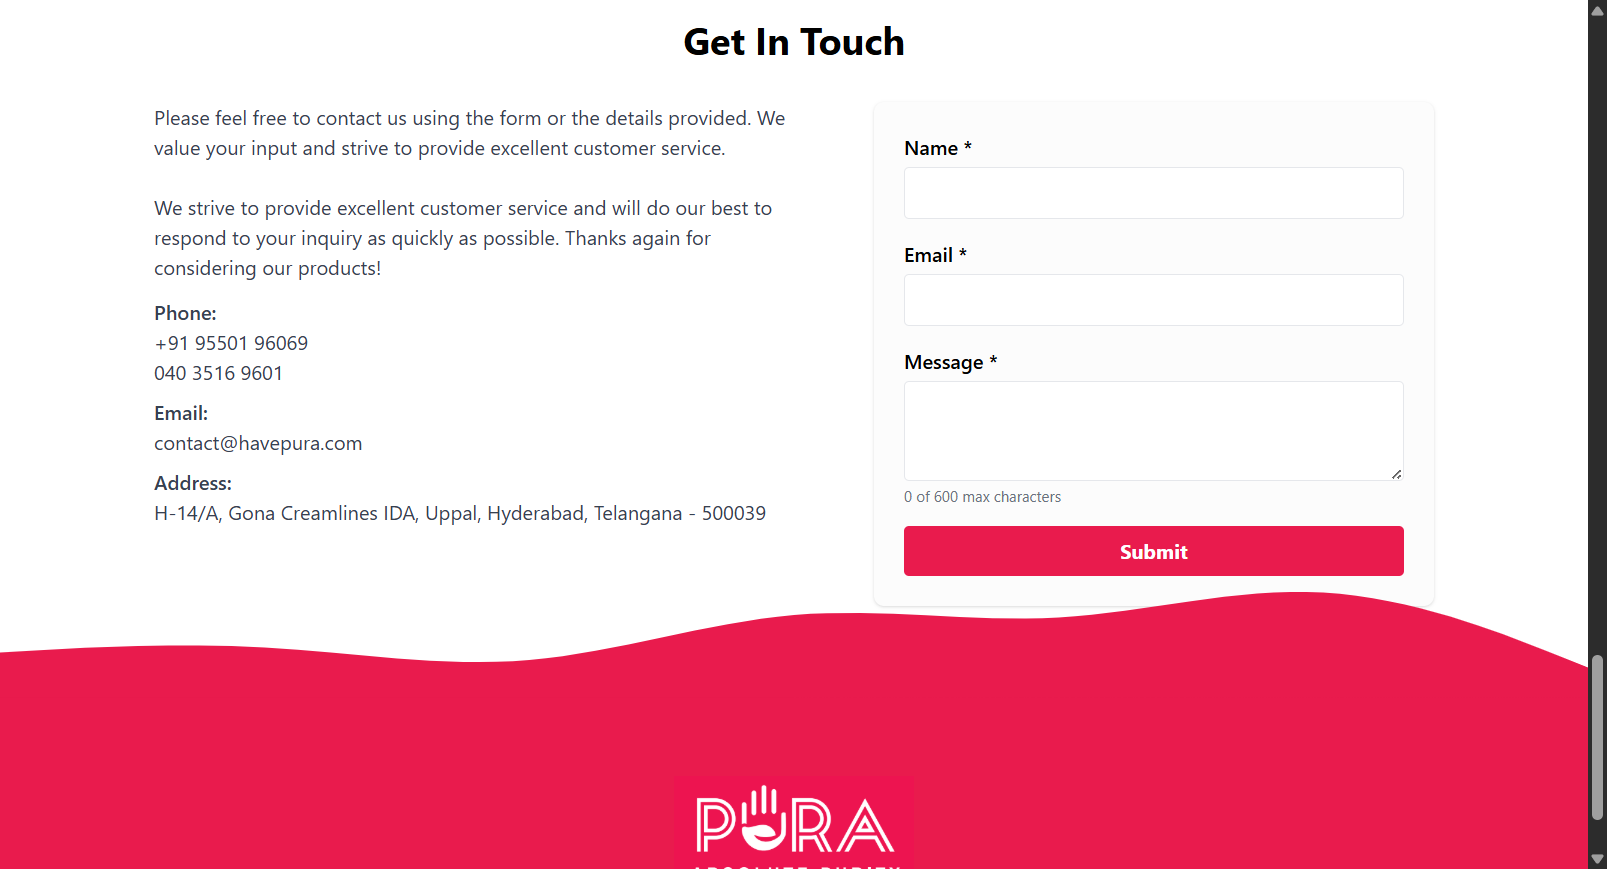 Get In Touch
Please feel free to contact us using the form or the details provided. We
value your input and strive to provide excellent customer service.
We strive to provide excellent customer service and will do our best to
respond to your inquiry as quickly as possible. Thanks again for
considering our products!
Phone:
+91 95501 96069
040 3516 9601
Email:
contact@havepura.com
Address:
H-14/A, Gona Creamlines IDA, Uppal, Hyderabad, Telangana - 500039
Name *
Email *
Message *
0 of 600 max characters
Submit
PURA